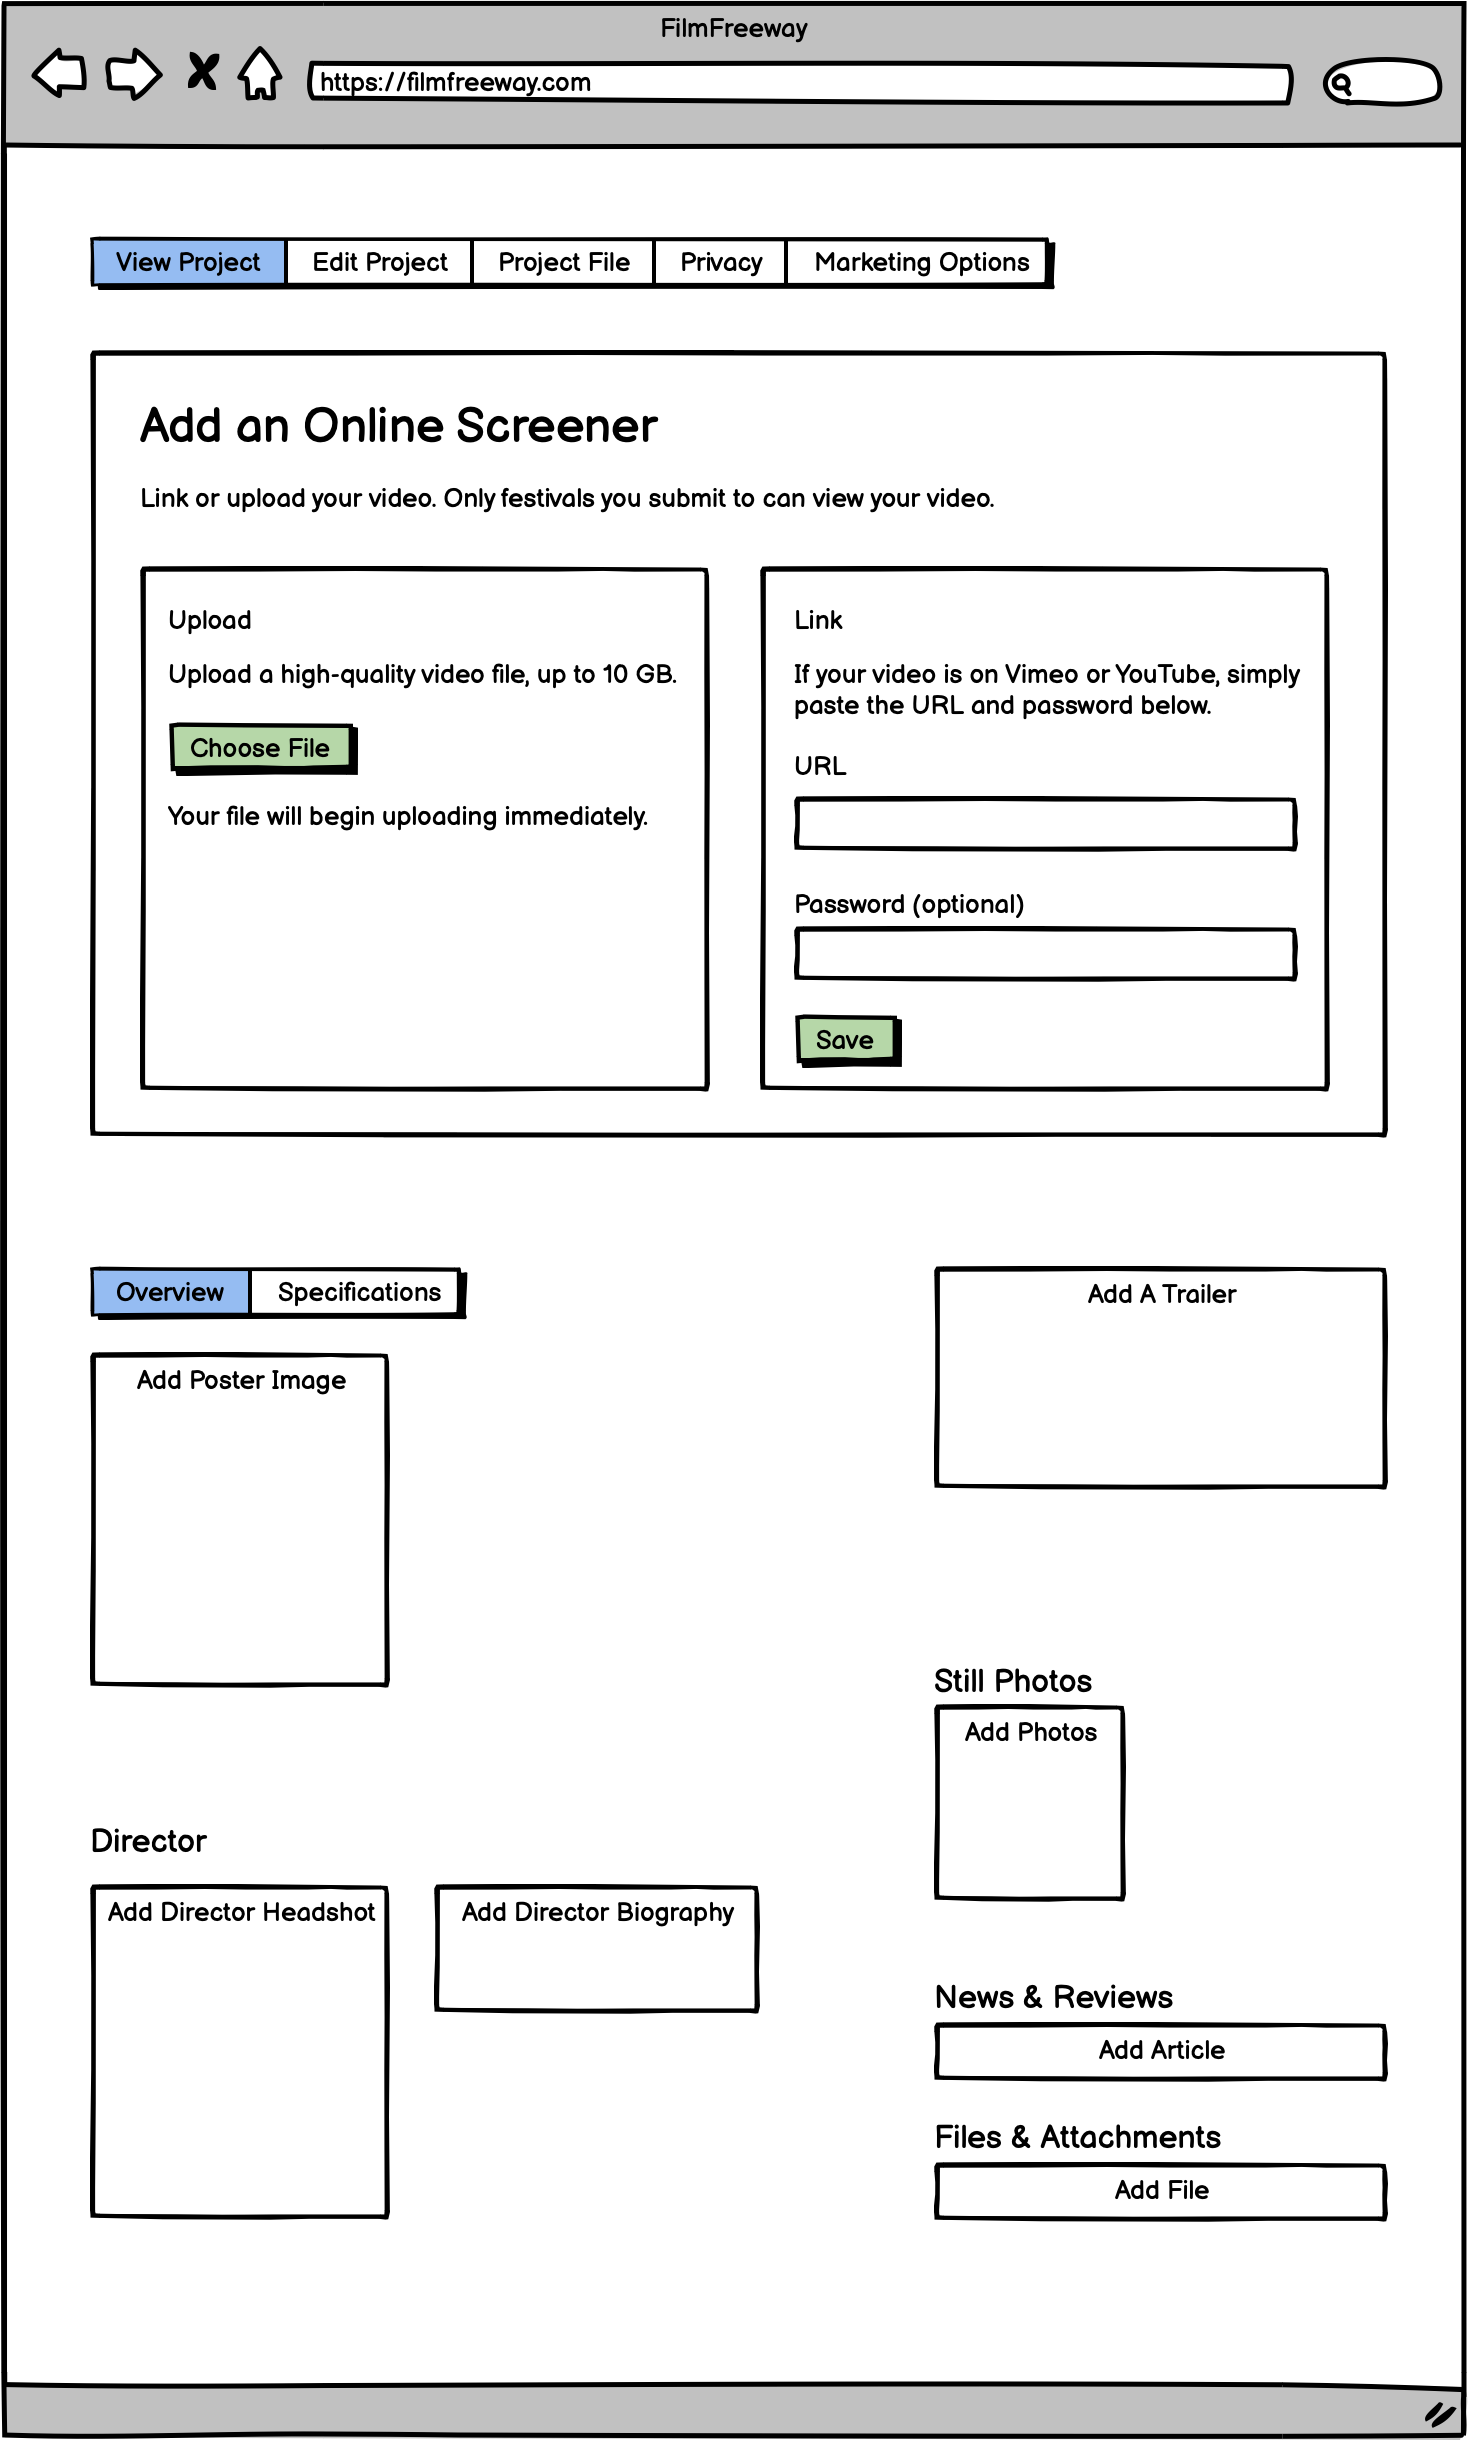 FilmFreeway
https://filmfreeway.com
View Project Edit Project Project File Privacy Marketing Options
Add an Online Screener
Link or upload your video. Only festivals you submit to can view your video.
Upload
Upload a high-quality video file, up to 10 GB.
Choose File
Your file will begin uploading immediately.
Link
If your video is on Vimeo or YouTube, simply
paste the URL and password below.
URL
Password (optional)
Save
Overview Specifications
Add Poster Image
Director
Add Director Headshot
Add Director Biography
Add A Trailer
Still Photos
Add Photos
News & Reviews
Add Article
Files & Attachments
Add File